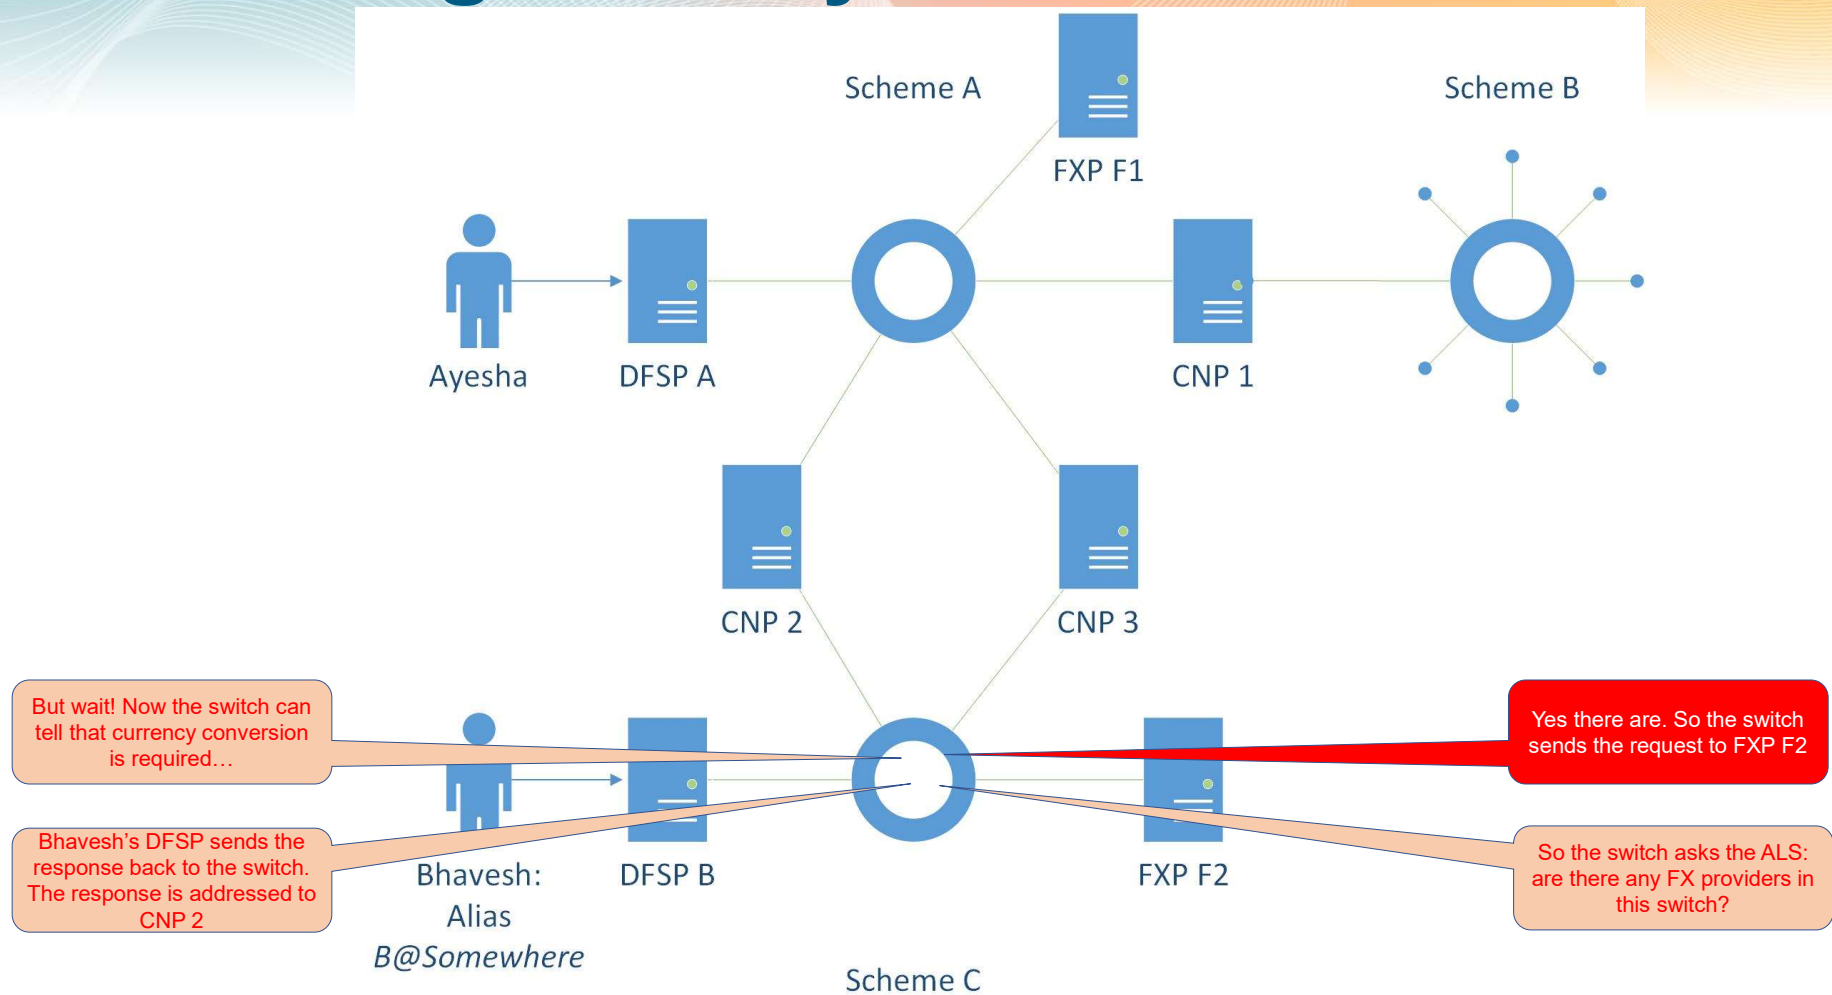 Scheme A
Scheme B
FXP F1
Ayesha
DFSP A
CNP 1
CNP 2
CNP 3
But wait! Now the switch can
tell that currency conversion
is required…
Yes there are. So the switch
sends the request to FXP F2
Bhavesh’s DFSP sends the
response back to the switch.
The response is addressed to
CNP 2
So the switch asks the ALS:
are there any FX providers in
this switch?
Bhavesh:
Alias
B@Somewhere
DFSP B
FXP F2
Scheme C